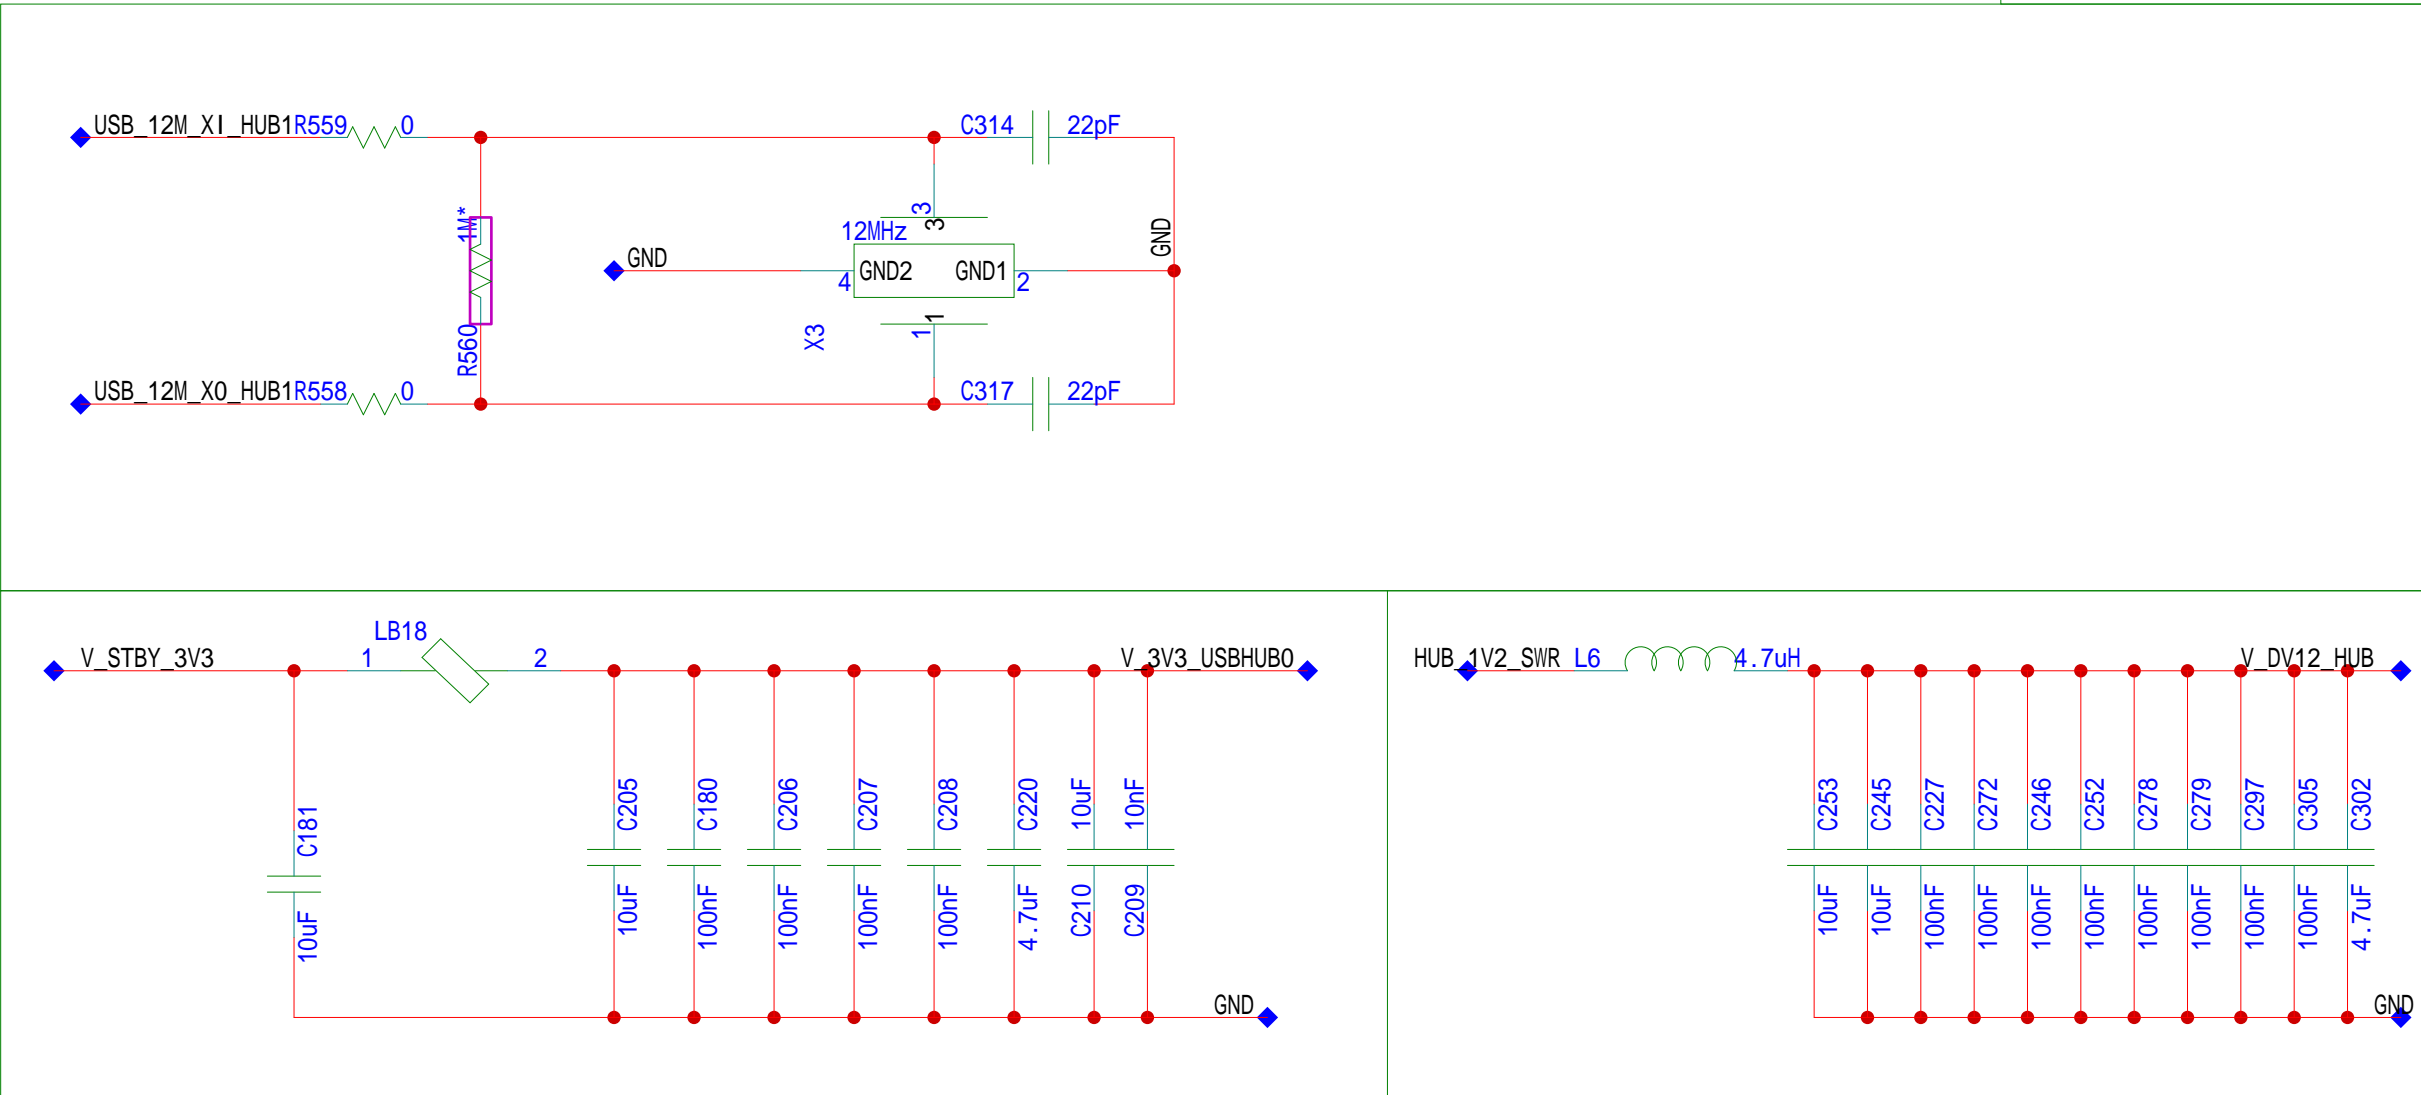 USB_12M_XI_HUB1 R559 0
C314 22pF
1M*
R560
12MHz
3
3
GND
4 GND2 GND1 2
GND
X3
1
1
USB_12M_XO_HUB1 R558 0
C317 22pF
V_STBY_3V3
LB18
1 2
V_3V3_USBHUB0
C181 10uF
C205 10uF
C180 100nF
C206 100nF
C207 100nF
C208 100nF
C220 4.7uF
10uF C210
10nF C209
GND
HUB_1V2_SWR L6 4.7uH
V_DV12_HUB
C253 10uF
C245 10uF
C227 100nF
C272 100nF
C246 100nF
C252 100nF
C278 100nF
C279 100nF
C297 100nF
C305 100nF
C302 4.7uF
GND